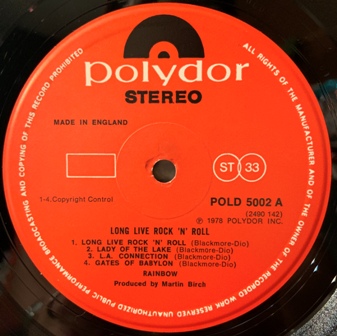 polydor
STEREO
MADE IN ENGLAND
ST 33
1-4, Copyright Control
POLD 5002 A
(2490 142)
℗ 1978 POLYDOR INC.
LONG LIVE ROCK 'N' ROLL
1. LONG LIVE ROCK 'N' ROLL (Blackmore-Dio)
2. LADY OF THE LAKE (Blackmore-Dio)
3. L.A. CONNECTION (Blackmore-Dio)
4. GATES OF BABYLON (Blackmore-Dio)
RAINBOW
Produced by Martin Birch
ALL RIGHTS OF THE MANUFACTURER AND OF THE OWNER OF THE RECORDED WORK RESERVED UNAUTHORIZED PUBLIC PERFORMANCE BROADCASTING AND COPYING OF THIS RECORD PROHIBITED